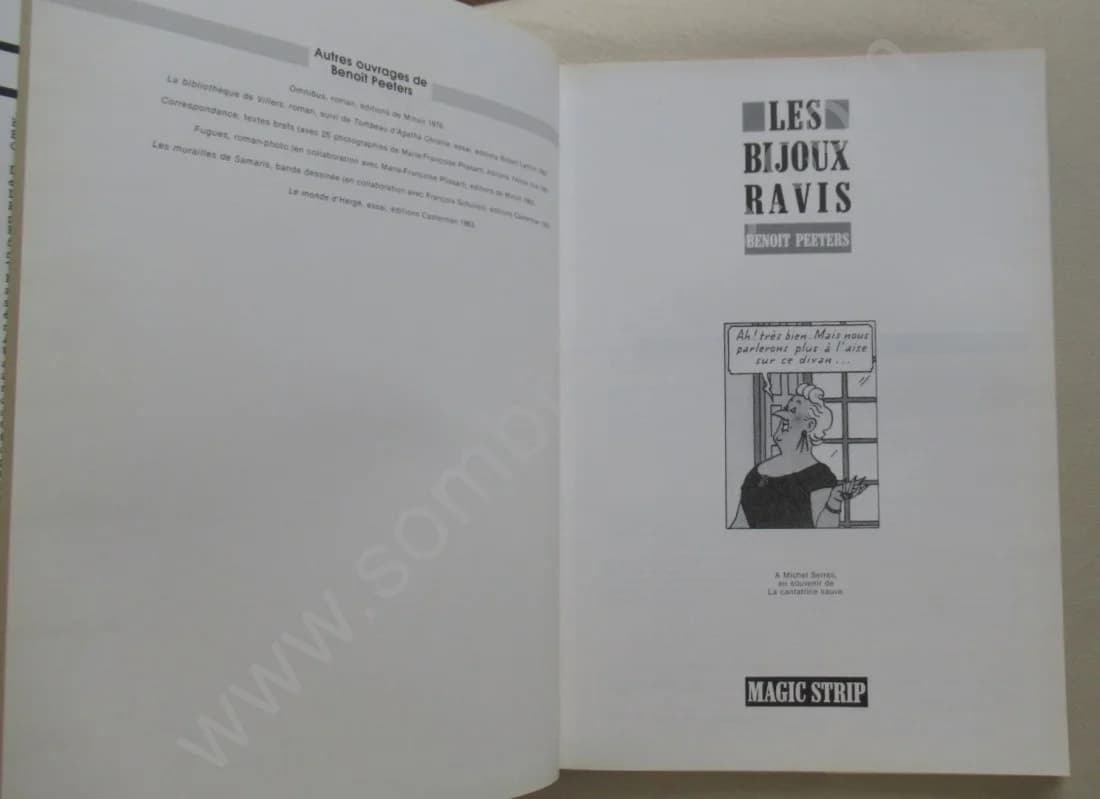 Autres ouvrages de
Benoit Peeters
Omnibus, roman, éditions de Minuit 1976.
La bibliothèque de Villers, roman, suivi de Tombeau d'Agatha Christie, essai, éditions Robert Laffont
Correspondance, textes brefs (avec 25 photographies de Marie-Françoise Plissart), éditions Yellow Now
Fugues, roman-photo (en collaboration avec Marie-Françoise Plissart), éditions de Minuit 1983.
Les murailles de Samaris, bande dessinée (en collaboration avec François Schuiten), éditions Casterman
Le monde d'Hergé, essai, éditions Casterman 1983.
LES
BIJOUX
RAVIS
BENOIT PEETERS
Ah! très bien. Mais nous
parlerons plus à l'aise
sur ce divan...
A Michel Serres,
en souvenir de
La cantatrice sauve
MAGIC STRIP
www.somb